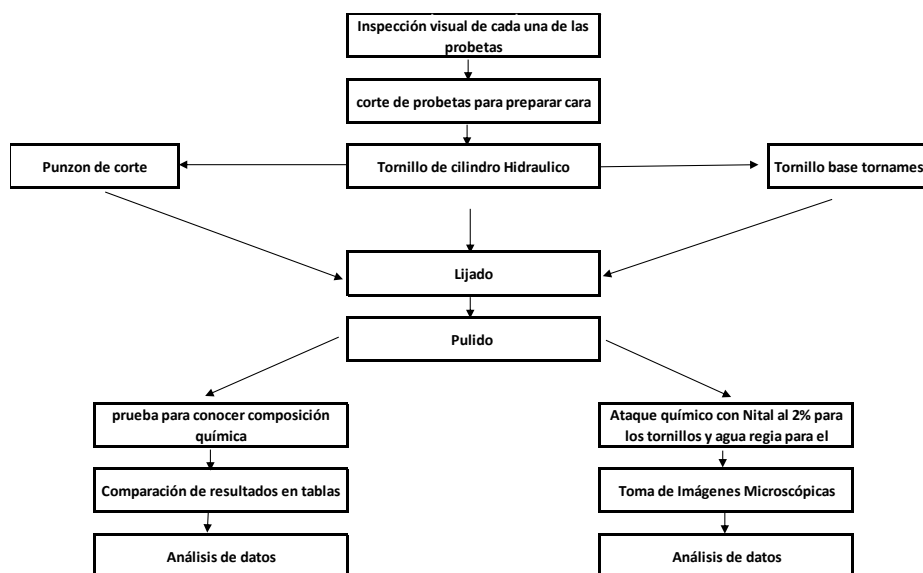 Inspección visual de cada una de las
probetas
corte de probetas para preparar cara
Punzon de corte
Tornillo de cilindro Hidraulico
Tornillo base tornames
Lijado
Pulido
prueba para conocer composición
química
Ataque químico con Nital al 2% para
los tornillos y agua regia para el
Comparación de resultados en tablas
Toma de Imágenes Microscópicas
Análisis de datos
Análisis de datos